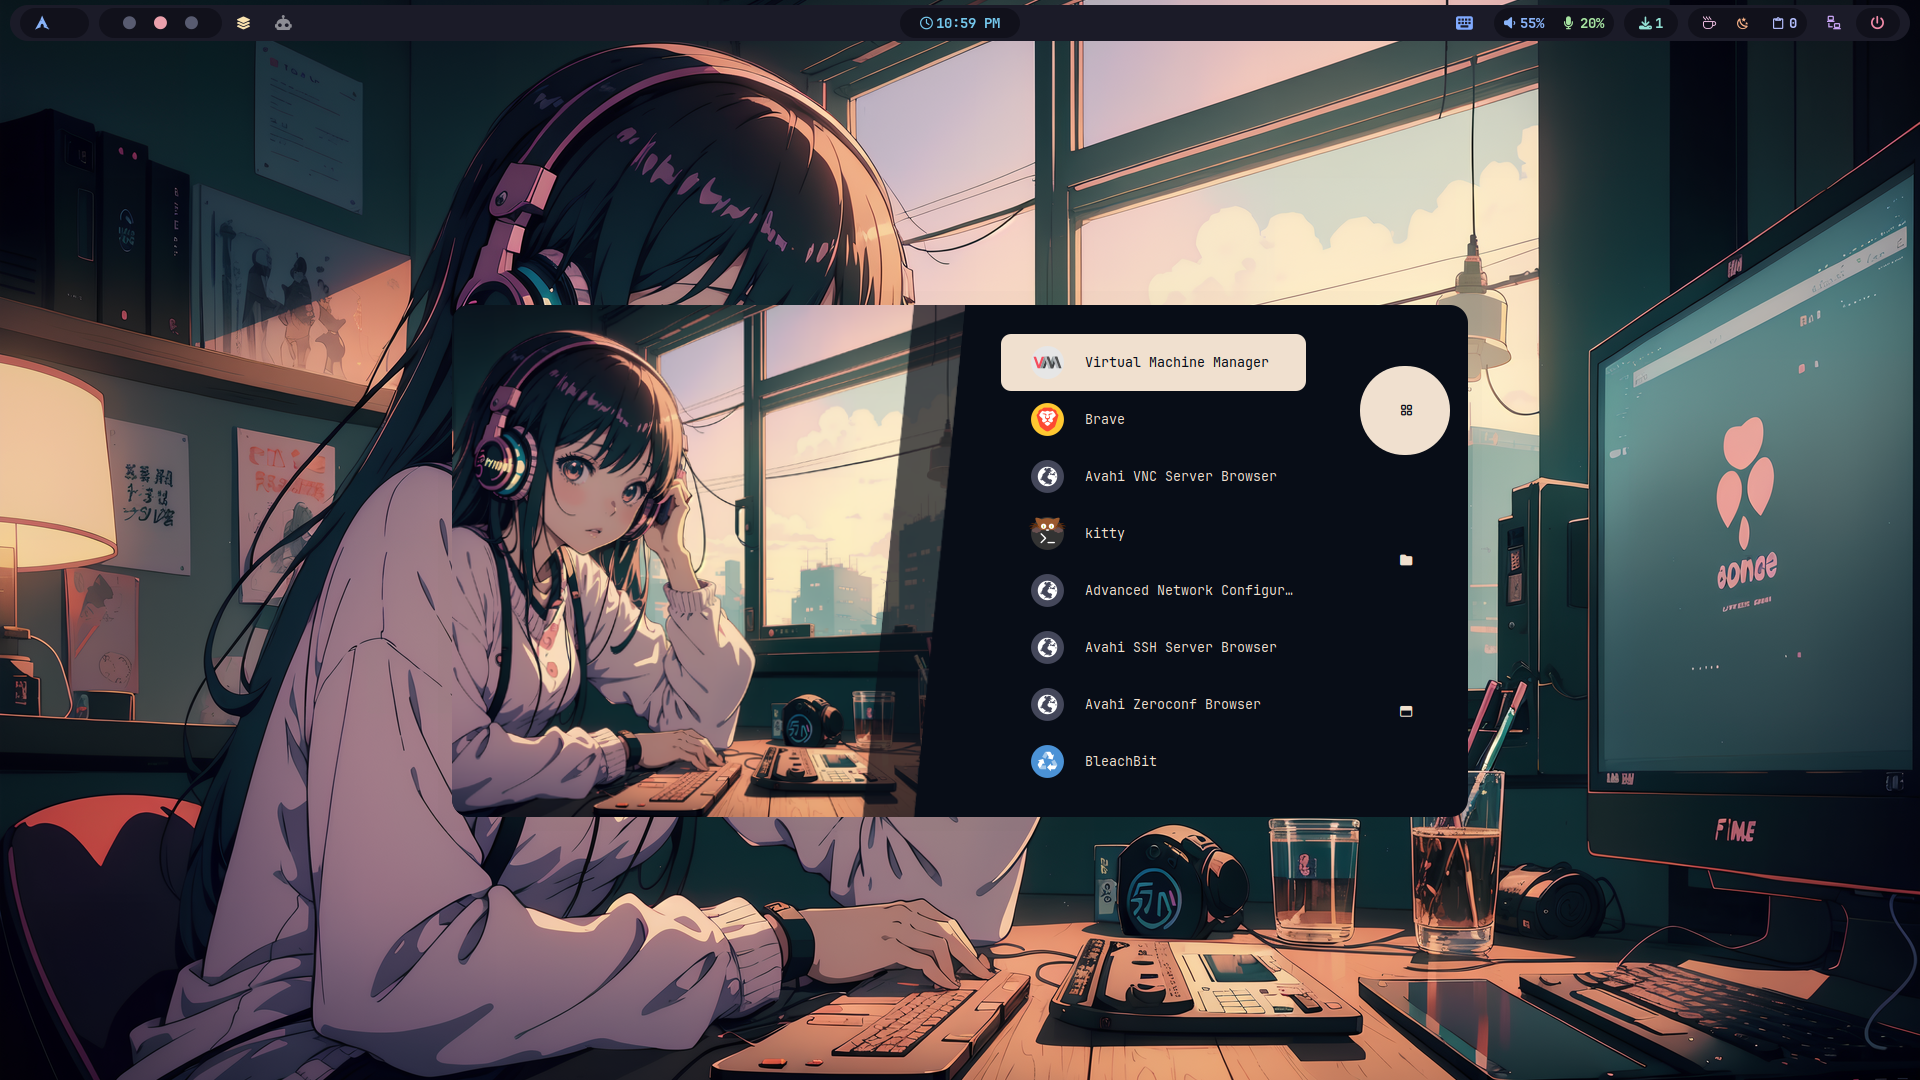 10:59 PM
55%
20%
1
0
Virtual Machine Manager
Brave
Avahi VNC Server Browser
kitty
Advanced Network Configur…
Avahi SSH Server Browser
Avahi Zeroconf Browser
BleachBit